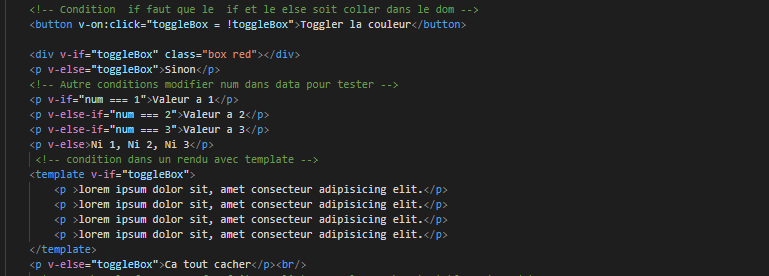 <!-- Condition  if faut que le  if et le else soit coller dans le dom -->
<button v-on:click="toggleBox = !toggleBox">Toggler la couleur</button>
<div v-if="toggleBox" class="box red"></div>
<p v-else="toggleBox">Sinon</p>
<!-- Autre conditions modifier num dans data pour tester -->
<p v-if="num === 1">Valeur a 1</p>
<p v-else-if="num === 2">Valeur a 2</p>
<p v-else-if="num === 3">Valeur a 3</p>
<p v-else>Ni 1, Ni 2, Ni 3</p>
<!-- condition dans un rendu avec template -->
<template v-if="toggleBox">
<p >lorem ipsum dolor sit, amet consecteur adipisicing elit.</p>
<p >lorem ipsum dolor sit, amet consecteur adipisicing elit.</p>
<p >lorem ipsum dolor sit, amet consecteur adipisicing elit.</p>
<p >lorem ipsum dolor sit, amet consecteur adipisicing elit.</p>
</template>
<p v-else="toggleBox">Ca tout cacher</p><br/>